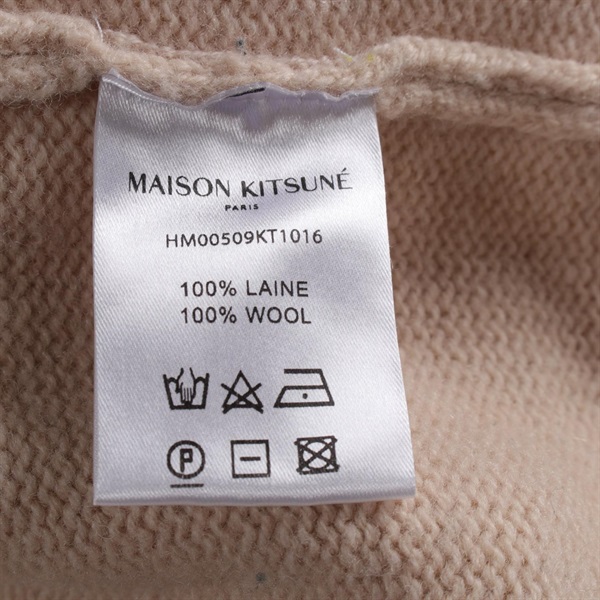 MAISON KITSUNÉ
PARIS
HM00509KT1016
100% LAINE
100% WOOL
P